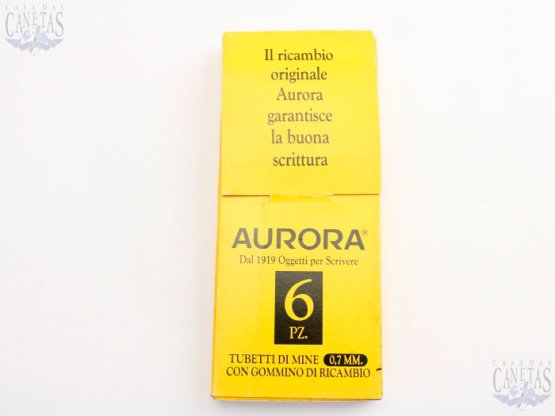 CASA DAS
CANETAS
Il ricambio
originale
Aurora
garantisce
la buona
scrittura
AURORA®
Dal 1919 Oggetti per Scrivere
6
PZ.
TUBETTI DI MINE 0,7 MM.
CON GOMMINO DI RICAMBIO
CASA DAS
CANETAS